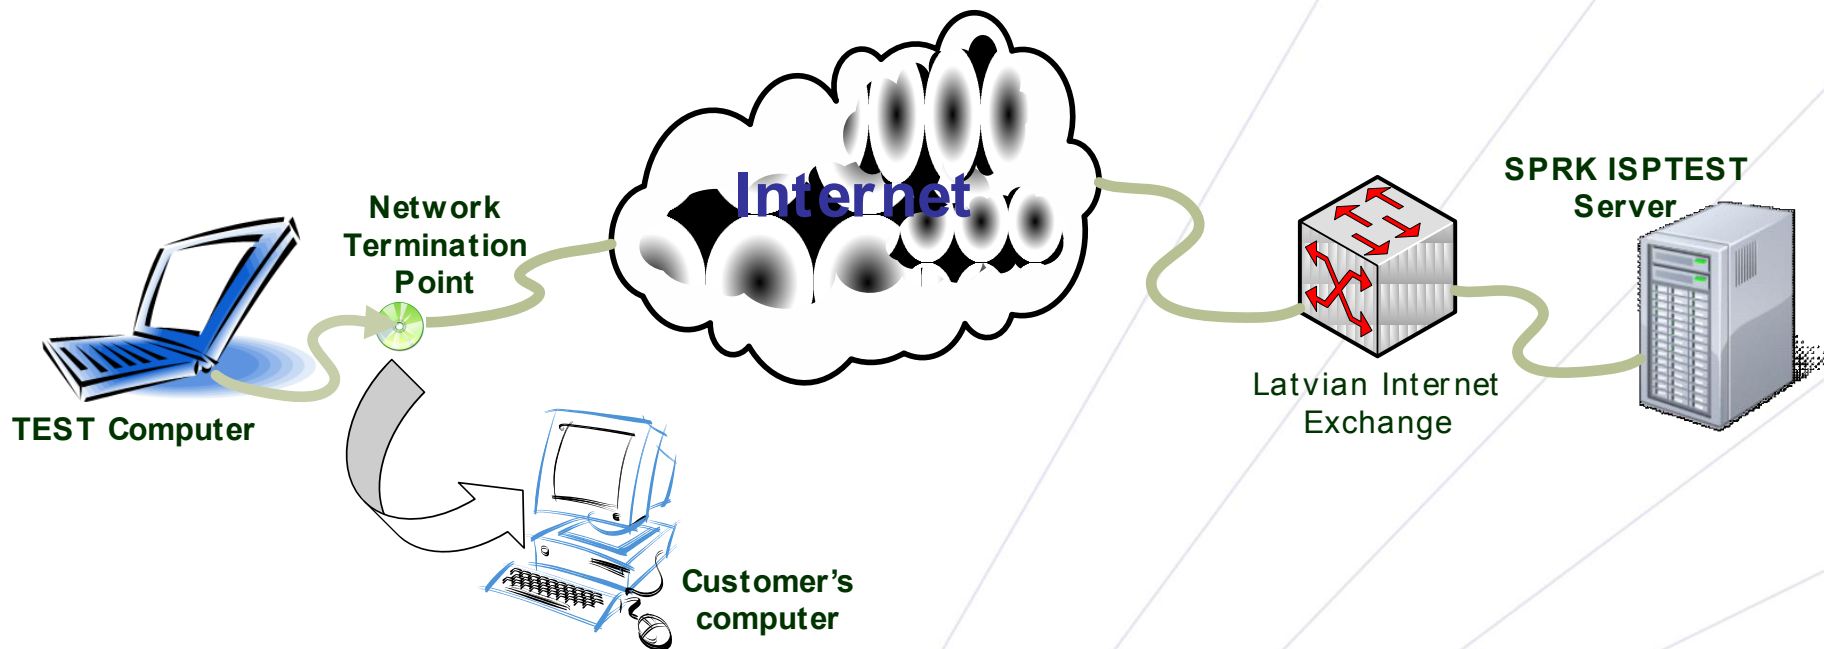 Internet
SPRK ISPTEST
Server
Network
Termination
Point
TEST Computer
Latvian Internet
Exchange
Customer's
computer